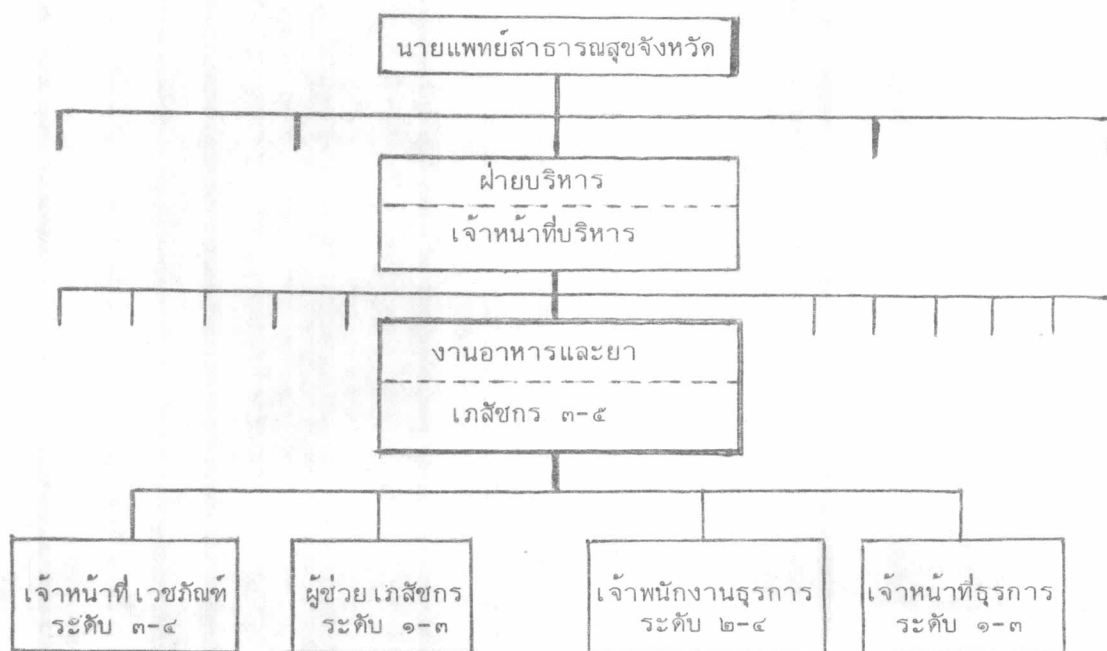 นายแพทย์สาธารณสุขจังหวัด
ฝ่ายบริหาร
เจ้าหน้าที่บริหาร
งานอาหารและยา
เภสัชกร ๓-๕
เจ้าหน้าที่ เวชภัณฑ์
ระดับ ๓-๔
ผู้ช่วย เภสัชกร
ระดับ ๑-๓
เจ้าพนักงานธุรการ
ระดับ ๒-๔
เจ้าหน้าที่ธุรการ
ระดับ ๑-๓